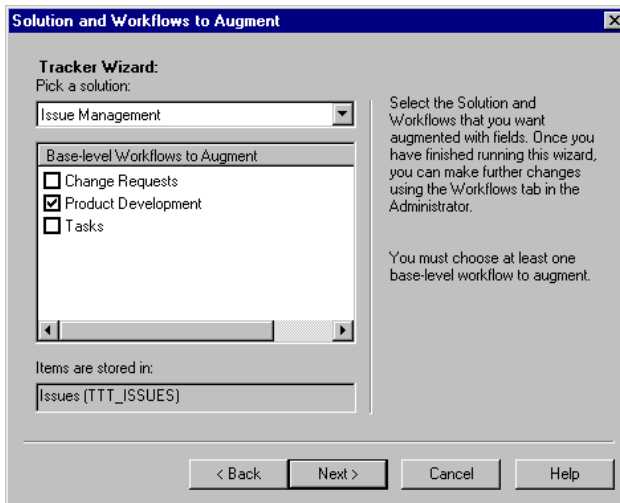 Solution and Workflows to Augment
Tracker Wizard:
Pick a solution:
Issue Management
Base-level Workflows to Augment
Change Requests
Product Development
Tasks
Items are stored in:
Issues (TTT_ISSUES)
Select the Solution and
Workflows that you want
augmented with fields. Once you
have finished running this wizard,
you can make further changes
using the Workflows tab in the
Administrator.
You must choose at least one
base-level workflow to augment.
< Back
Next >
Cancel
Help